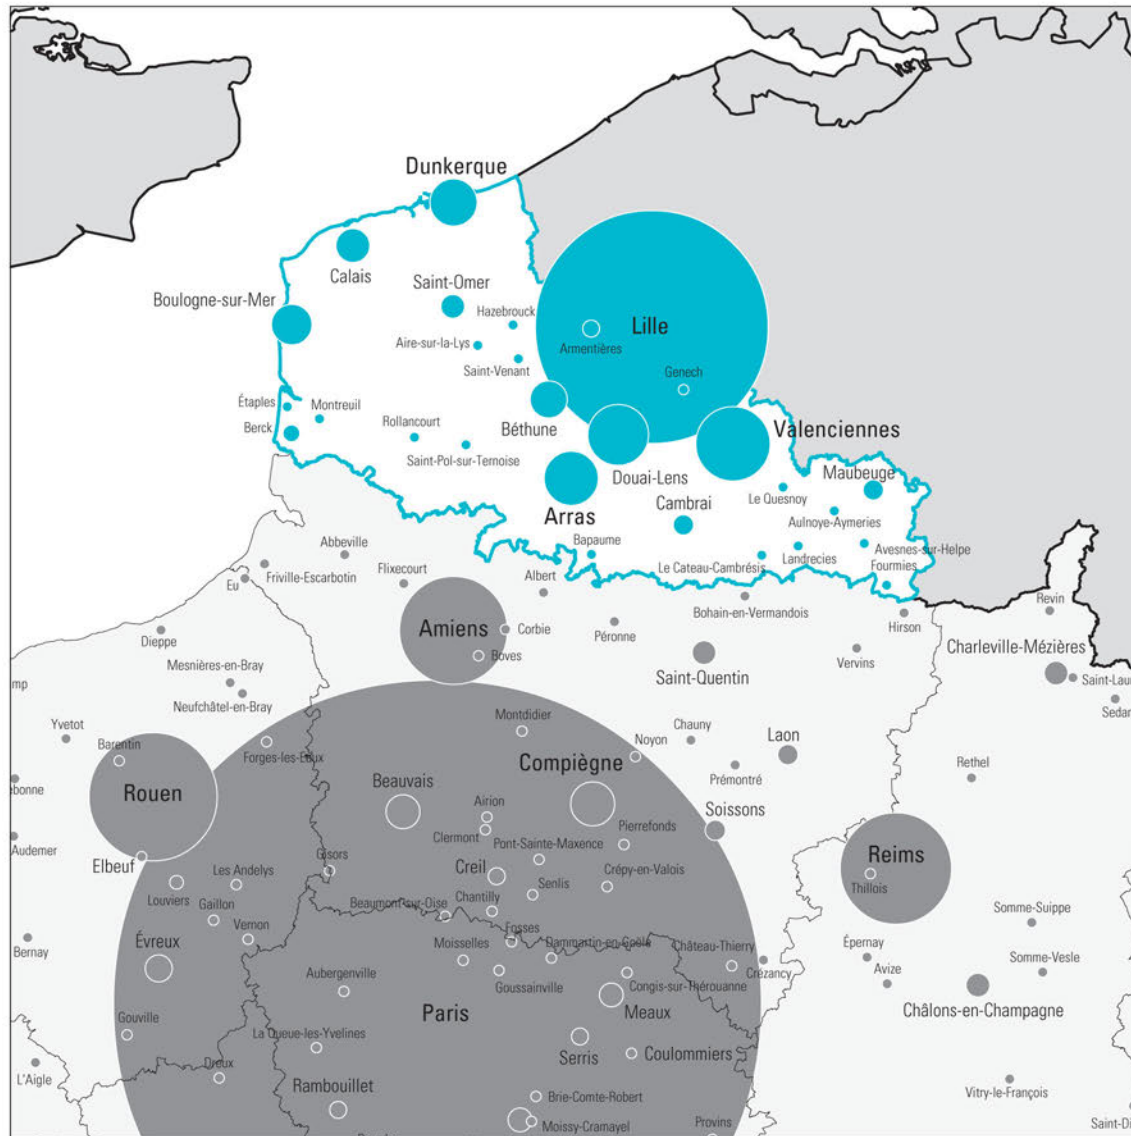 Dunkerque
Calais
Saint-Omer
Boulogne-sur-Mer
Hazebrouck
Lille
Aire-sur-la-Lys
Armentières
Saint-Venant
Genech
Étaples
Montreuil
Berck
Rollancourt
Béthune
Valenciennes
Saint-Pol-sur-Ternoise
Douai-Lens
Maubeuge
Arras
Cambrai
Le Quesnoy
Aulnoye-Aymeries
Bapaume
Avesnes-sur-Helpe
Landrecies
Le Cateau-Cambrésis
Fourmies
Abbeville
Friville-Escarbotin
Flixecourt
Albert
Eu
Bohain-en-Vermandois
Revin
Dieppe
Amiens
Corbie
Péronne
Hirson
Mesnières-en-Bray
Boves
Vervins
Charleville-Mézières
mp
Neufchâtel-en-Bray
Saint-Quentin
Saint-Lau
Sedan
Yvetot
Montdidier
Chauny
Laon
Barentin
Forges-les-Eaux
Noyon
Compiègne
Prémontré
Rethel
Beauvais
ebonne
Rouen
Airion
Soissons
Clermont
Pierrefonds
Pont-Sainte-Maxence
Audemer
Elbeuf
Gisors
Reims
Les Andelys
Creil
Crépy-en-Valois
Thillois
Louviers
Senlis
Gaillon
Beaumont-sur-Oise
Chantilly
Somme-Suippe
Vernon
Fosses
Bernay
Évreux
Moisselles
Dammartin-en-Goële
Château-Thierry
Épernay
Somme-Vesle
Aubergenville
Goussainville
Congis-sur-Thérouanne
Crézancy
Avize
Paris
Meaux
Châlons-en-Champagne
Gouville
La Queue-les-Yvelines
Serris
Coulommiers
L'Aigle
Dreux
Rambouillet
Brie-Comte-Robert
Vitry-le-François
Moissy-Cramayel
Provins
Saint-Di